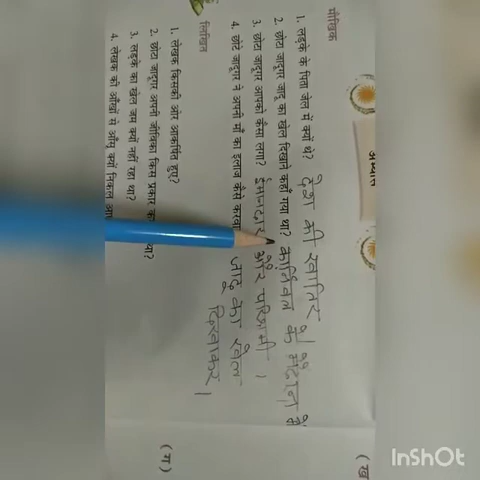 अभ्यास
मौखिक
1. लड़के के पिता जेल में क्यों थे? देश की खातिर।
2. छोटा जादूगर जादू का खेल दिखाने कहाँ गया था? कार्निवल के मैदान में
3. छोटा जादूगर आपको कैसा लगा? ईमानदार और परिश्रमी ।
4. छोटे जादूगर ने अपनी माँ का इलाज कैसे करवा जादू का खेल
दिखाकर।
लिखित
1. लेखक किसकी ओर आकर्षित हुए?
2. छोटा जादूगर अपनी जीविका किस प्रकार था?
3. लड़के का खेल जम क्यों नहीं रहा था?
4. लेखक की आँखों से आँसू क्यों निकल
(ख
(ग)
InShOt